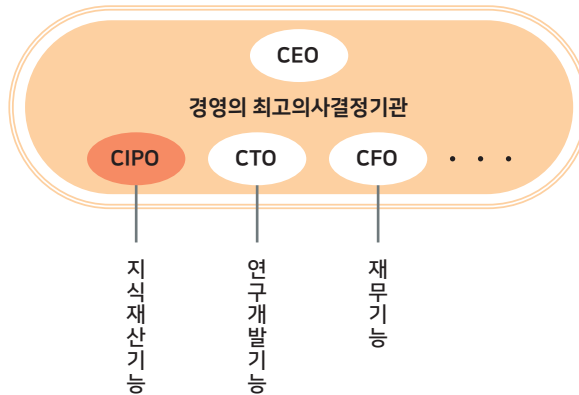 CEO
경영의 최고의사결정기관
CIPO
CTO
CFO
• • •
지식재산기능
연구개발기능
재무기능